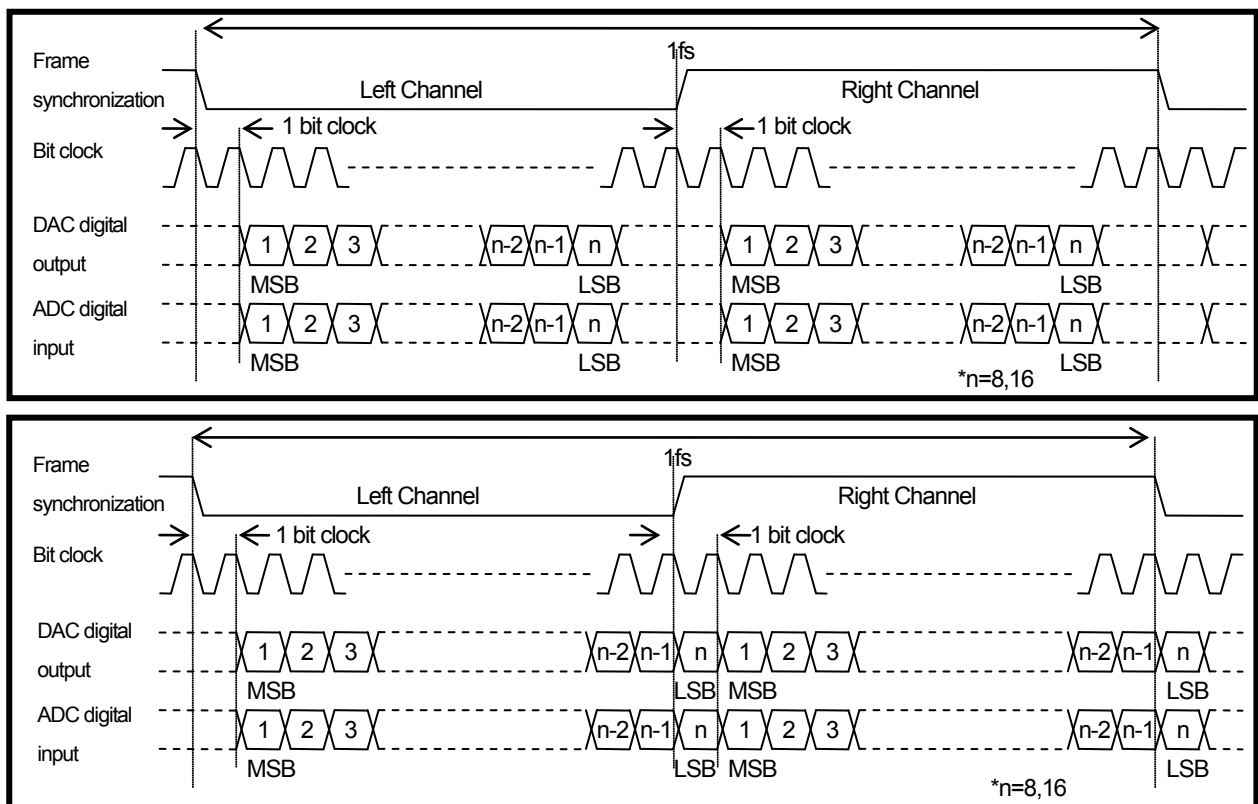 1fs
Frame
synchronization
Left Channel
Right Channel
1 bit clock
1 bit clock
Bit clock
DAC digital
output
1 2 3 n-2 n-1 n 1 2 3 n-2 n-1 n
MSB LSB MSB LSB
ADC digital
input
1 2 3 n-2 n-1 n 1 2 3 n-2 n-1 n
MSB LSB MSB LSB
*n=8,16
1fs
Frame
synchronization
Left Channel
Right Channel
1 bit clock
1 bit clock
Bit clock
DAC digital
output
1 2 3 n-2 n-1 n 1 2 3 n-2 n-1 n
MSB LSB MSB LSB
ADC digital
input
1 2 3 n-2 n-1 n 1 2 3 n-2 n-1 n
MSB LSB MSB LSB
*n=8,16